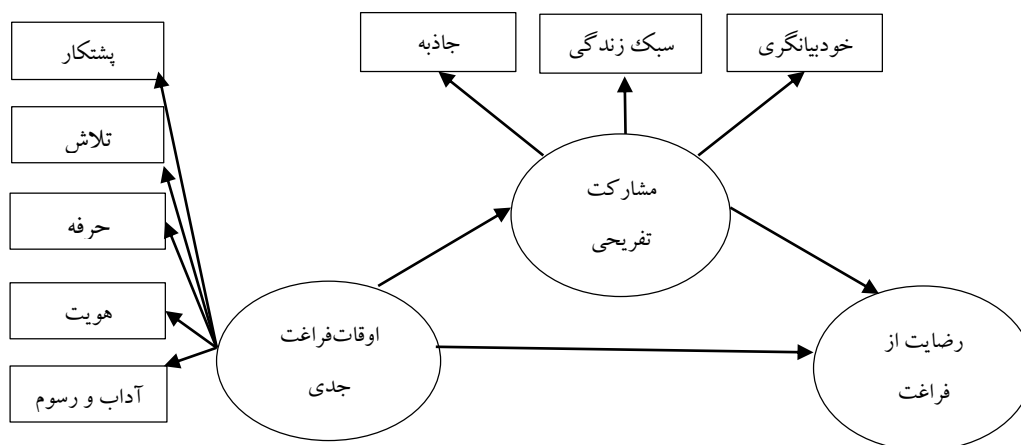 خودبیانگری
سبک زندگی
جاذبه
پشتکار
تلاش
حرفه
هویت
آداب و رسوم
مشارکت
تفریحی
اوقات‌فراغت
جدی
رضایت از
فراغت